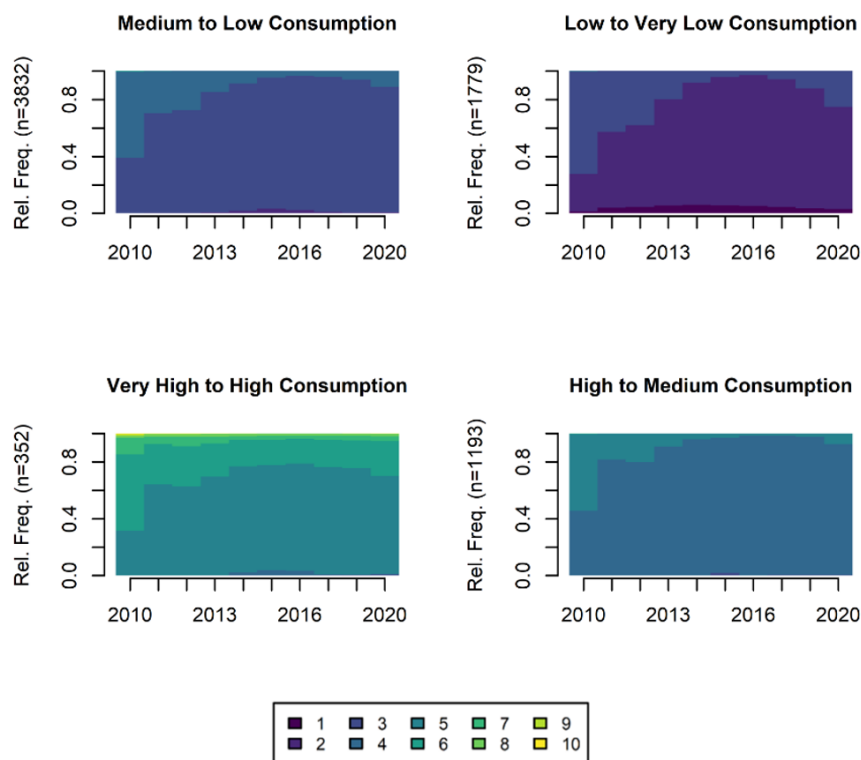 Medium to Low Consumption
Low to Very Low Consumption
Rel. Freq. (n=3832)
0.0 0.4 0.8
2010 2013 2016 2020
Rel. Freq. (n=1779)
0.0 0.4 0.8
2010 2013 2016 2020
Very High to High Consumption
High to Medium Consumption
Rel. Freq. (n=352)
0.0 0.4 0.8
2010 2013 2016 2020
Rel. Freq. (n=1193)
0.0 0.4 0.8
2010 2013 2016 2020
1 3 5 7 9
2 4 6 8 10